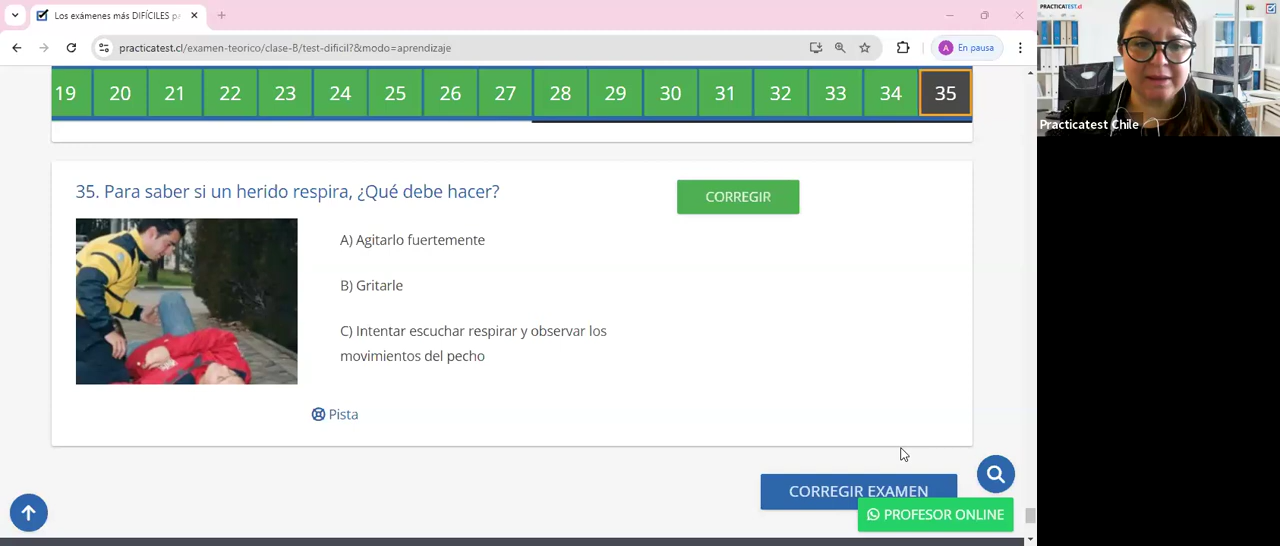 Los exámenes más DIFÍCILES pa
PRACTICATEST.cl
practicatest.cl/examen-teorico/clase-B/test-dificil?&modo=aprendizaje
A
En pausa
19 20 21 22 23 24 25 26 27 28 29 30 31 32 33 34 35
Practicatest Chile
35. Para saber si un herido respira, ¿Qué debe hacer?
CORREGIR
A) Agitarlo fuertemente
B) Gritarle
C) Intentar escuchar respirar y observar los
movimientos del pecho
Pista
CORREGIR EXAMEN
PROFESOR ONLINE